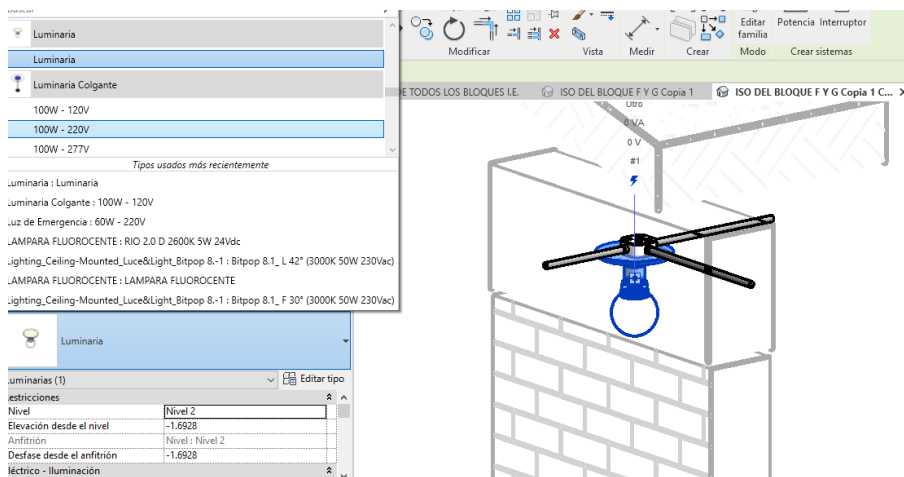 Luminaria
Luminaria
Luminaria Colgante
100W - 120V
100W - 220V
100W - 277V
Tipos usados más recientemente
Luminaria : Luminaria
Luminaria Colgante : 100W - 120V
Luz de Emergencia : 60W - 220V
LAMPARA FLUOROCENTE : RIO 2.0 D 2600K 5W 24Vdc
Lighting_Ceiling-Mounted_Luce&Light_Bitpop 8.-1 : Bitpop 8.1_ L 42° (3000K 50W 230Vac)
LAMPARA FLUOROCENTE : LAMPARA FLUOROCENTE
Lighting_Ceiling-Mounted_Luce&Light_Bitpop 8.-1 : Bitpop 8.1_ F 30° (3000K 50W 230Vac)
Luminaria
Luminarias (1)
Editar tipo
Restricciones
Nivel Nivel 2
Elevación desde el nivel -1.6928
Anfitrión Nivel : Nivel 2
Desfase desde el anfitrión -1.6928
Eléctrico - Iluminación
Editar familia
Potencia Interruptor
Modificar Vista Medir Crear Modo Crear sistemas
DE TODOS LOS BLOQUES I.E. ISO DEL BLOQUE F Y G Copia 1 ISO DEL BLOQUE F Y G Copia 1 C... X
Otro
0 VA
0 V
#1